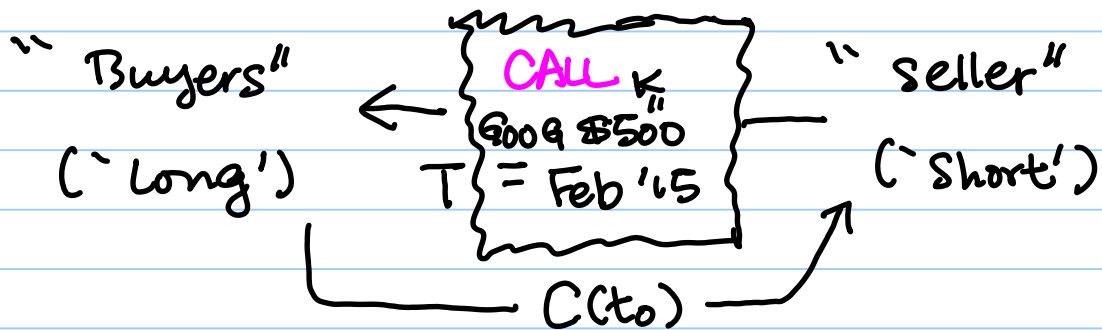 "Buyers"
(`Long')
CALL K
"
GOOG $500
T = Feb '15
"seller"
(`Short')
C(t₀)